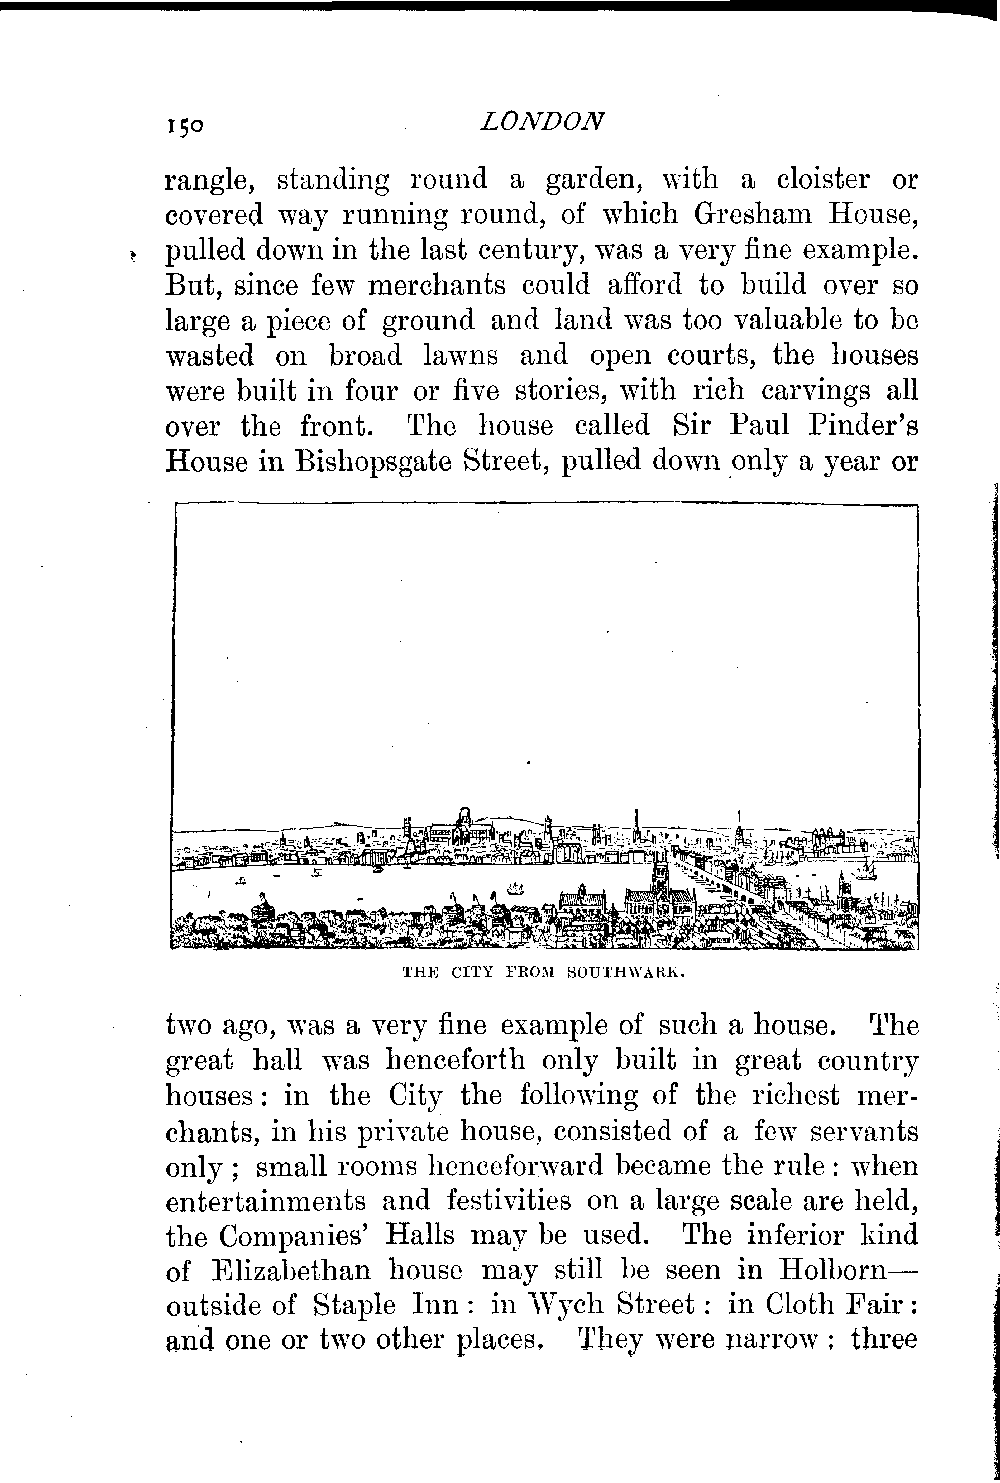 150 LONDON
rangle, standing round a garden, with a cloister or
covered way running round, of which Gresham House,
pulled down in the last century, was a very fine example.
But, since few merchants could afford to build over so
large a piece of ground and land was too valuable to be
wasted on broad lawns and open courts, the houses
were built in four or five stories, with rich carvings all
over the front. The house called Sir Paul Pinder's
House in Bishopsgate Street, pulled down only a year or
THE CITY FROM SOUTHWARK.
two ago, was a very fine example of such a house. The
great hall was henceforth only built in great country
houses: in the City the following of the richest mer-
chants, in his private house, consisted of a few servants
only; small rooms henceforward became the rule: when
entertainments and festivities on a large scale are held,
the Companies' Halls may be used. The inferior kind
of Elizabethan house may still be seen in Holborn—
outside of Staple Inn: in Wych Street: in Cloth Fair:
and one or two other places. They were narrow: three